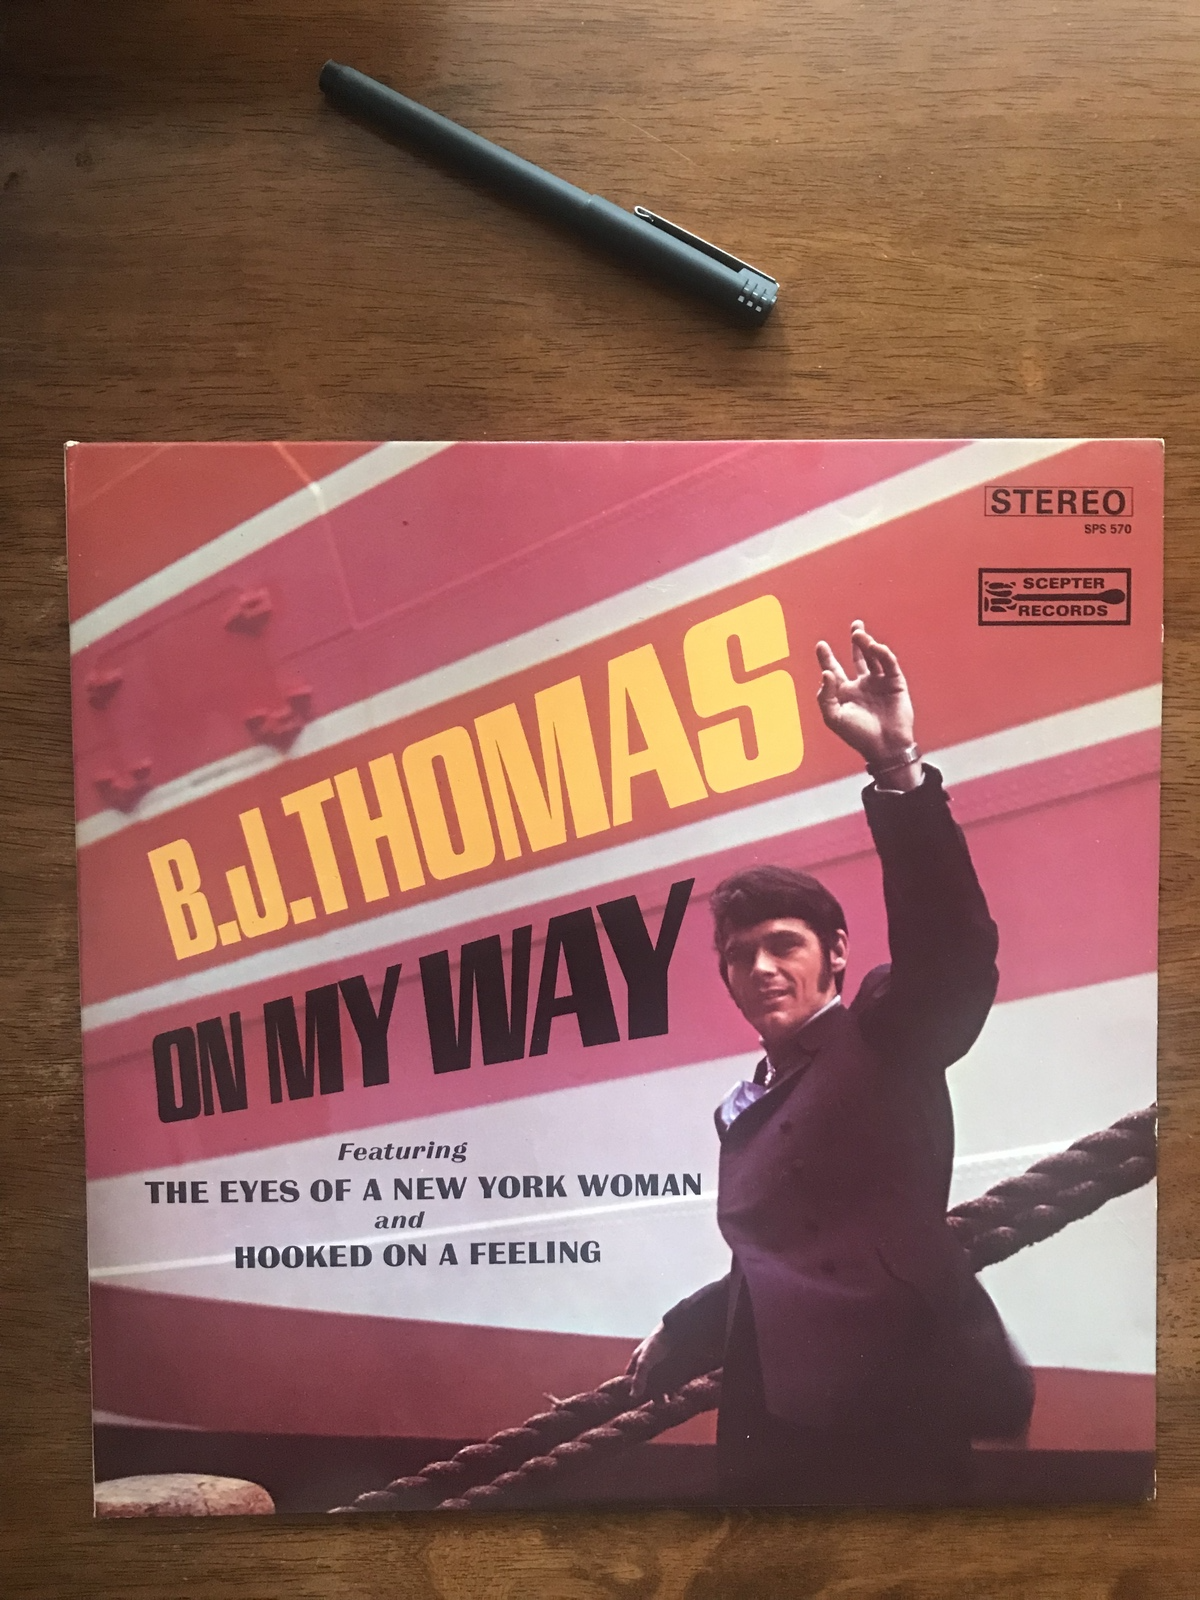 STEREO
SPS 570
SCEPTER
RECORDS
B.J.THOMAS
ON MY WAY
Featuring
THE EYES OF A NEW YORK WOMAN
and
HOOKED ON A FEELING